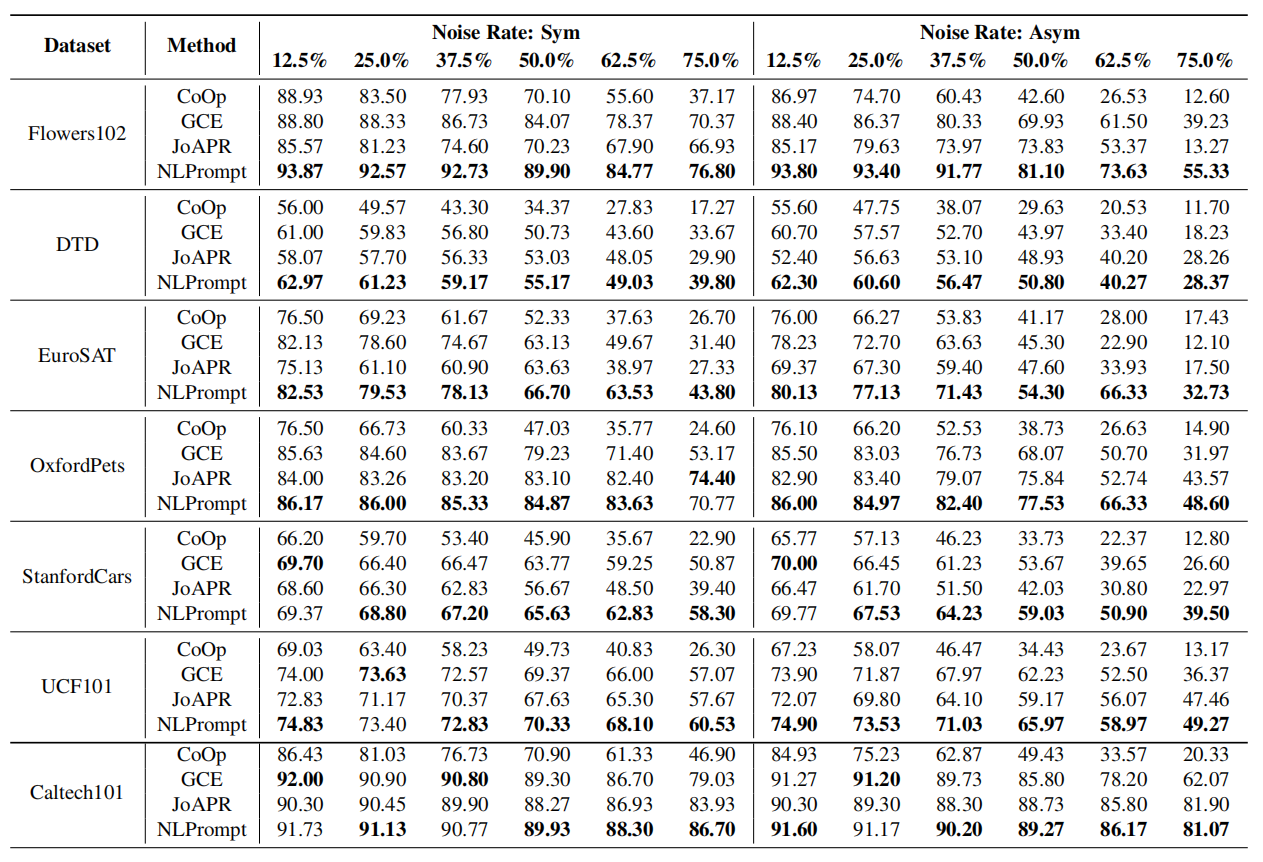 Dataset Method Noise Rate: Sym Noise Rate: Asym
12.5% 25.0% 37.5% 50.0% 62.5% 75.0% 12.5% 25.0% 37.5% 50.0% 62.5% 75.0%
Flowers102
CoOp 88.93 83.50 77.93 70.10 55.60 37.17 86.97 74.70 60.43 42.60 26.53 12.60
GCE 88.80 88.33 86.73 84.07 78.37 70.37 88.40 86.37 80.33 69.93 61.50 39.23
JoAPR 85.57 81.23 74.60 70.23 67.90 66.93 85.17 79.63 73.97 73.83 53.37 13.27
NLPrompt 93.87 92.57 92.73 89.90 84.77 76.80 93.80 93.40 91.77 81.10 73.63 55.33
DTD
CoOp 56.00 49.57 43.30 34.37 27.83 17.27 55.60 47.75 38.07 29.63 20.53 11.70
GCE 61.00 59.83 56.80 50.73 43.60 33.67 60.70 57.57 52.70 43.97 33.40 18.23
JoAPR 58.07 57.70 56.33 53.03 48.05 29.90 52.40 56.63 53.10 48.93 40.20 28.26
NLPrompt 62.97 61.23 59.17 55.17 49.03 39.80 62.30 60.60 56.47 50.80 40.27 28.37
EuroSAT
CoOp 76.50 69.23 61.67 52.33 37.63 26.70 76.00 66.27 53.83 41.17 28.00 17.43
GCE 82.13 78.60 74.67 63.13 49.67 31.40 78.23 72.70 63.63 45.30 22.90 12.10
JoAPR 75.13 61.10 60.90 63.63 38.97 27.33 69.37 67.30 59.40 47.60 33.93 17.50
NLPrompt 82.53 79.53 78.13 66.70 63.53 43.80 80.13 77.13 71.43 54.30 66.33 32.73
OxfordPets
CoOp 76.50 66.73 60.33 47.03 35.77 24.60 76.10 66.20 52.53 38.73 26.63 14.90
GCE 85.63 84.60 83.67 79.23 71.40 53.17 85.50 83.03 76.73 68.07 50.70 31.97
JoAPR 84.00 83.26 83.20 83.10 82.40 74.40 82.90 83.40 79.07 75.84 52.74 43.57
NLPrompt 86.17 86.00 85.33 84.87 83.63 70.77 86.00 84.97 82.40 77.53 66.33 48.60
StanfordCars
CoOp 66.20 59.70 53.40 45.90 35.67 22.90 65.77 57.13 46.23 33.73 22.37 12.80
GCE 69.70 66.40 66.47 63.77 59.25 50.87 70.00 66.45 61.23 53.67 39.65 26.60
JoAPR 68.60 66.30 62.83 56.67 48.50 39.40 66.47 61.70 51.50 42.03 30.80 22.97
NLPrompt 69.37 68.80 67.20 65.63 62.83 58.30 69.77 67.53 64.23 59.03 50.90 39.50
UCF101
CoOp 69.03 63.40 58.23 49.73 40.83 26.30 67.23 58.07 46.47 34.43 23.67 13.17
GCE 74.00 73.63 72.57 69.37 66.00 57.07 73.90 71.87 67.97 62.23 52.50 36.37
JoAPR 72.83 71.17 70.37 67.63 65.30 57.67 72.07 69.80 64.10 59.17 56.07 47.46
NLPrompt 74.83 73.40 72.83 70.33 68.10 60.53 74.90 73.53 71.03 65.97 58.97 49.27
Caltech101
CoOp 86.43 81.03 76.73 70.90 61.33 46.90 84.93 75.23 62.87 49.43 33.57 20.33
GCE 92.00 90.90 90.80 89.30 86.70 79.03 91.27 91.20 89.73 85.80 78.20 62.07
JoAPR 90.30 90.45 89.90 88.27 86.93 83.93 90.30 89.30 88.30 88.73 85.80 81.90
NLPrompt 91.73 91.13 90.77 89.93 88.30 86.70 91.60 91.17 90.20 89.27 86.17 81.07